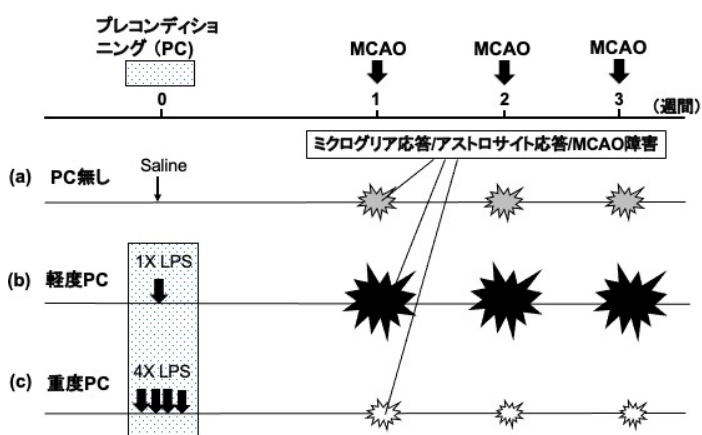 プレコンディショ
ニング (PC)
MCAO MCAO MCAO
0 1 2 3 (週間)
ミクログリア応答/アストロサイト応答/MCAO障害
(a) PC無し Saline
(b) 軽度PC 1X LPS
(c) 重度PC 4X LPS